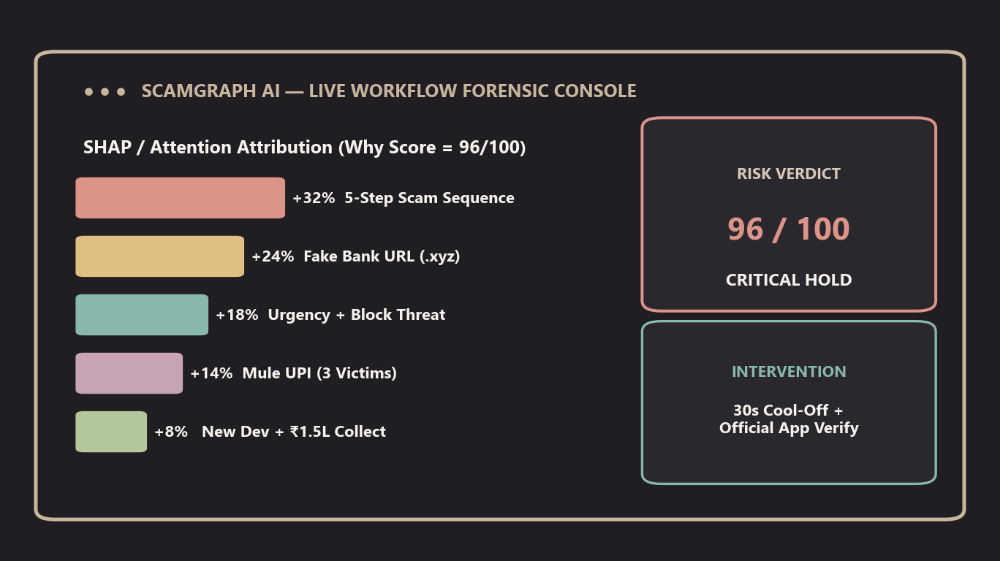 SCAMGRAPH AI — LIVE WORKFLOW FORENSIC CONSOLE
SHAP / Attention Attribution (Why Score = 96/100)
+32% 5-Step Scam Sequence
+24% Fake Bank URL (.xyz)
+18% Urgency + Block Threat
+14% Mule UPI (3 Victims)
+8% New Dev + ₹1.5L Collect
RISK VERDICT
96 / 100
CRITICAL HOLD
INTERVENTION
30s Cool-Off +
Official App Verify